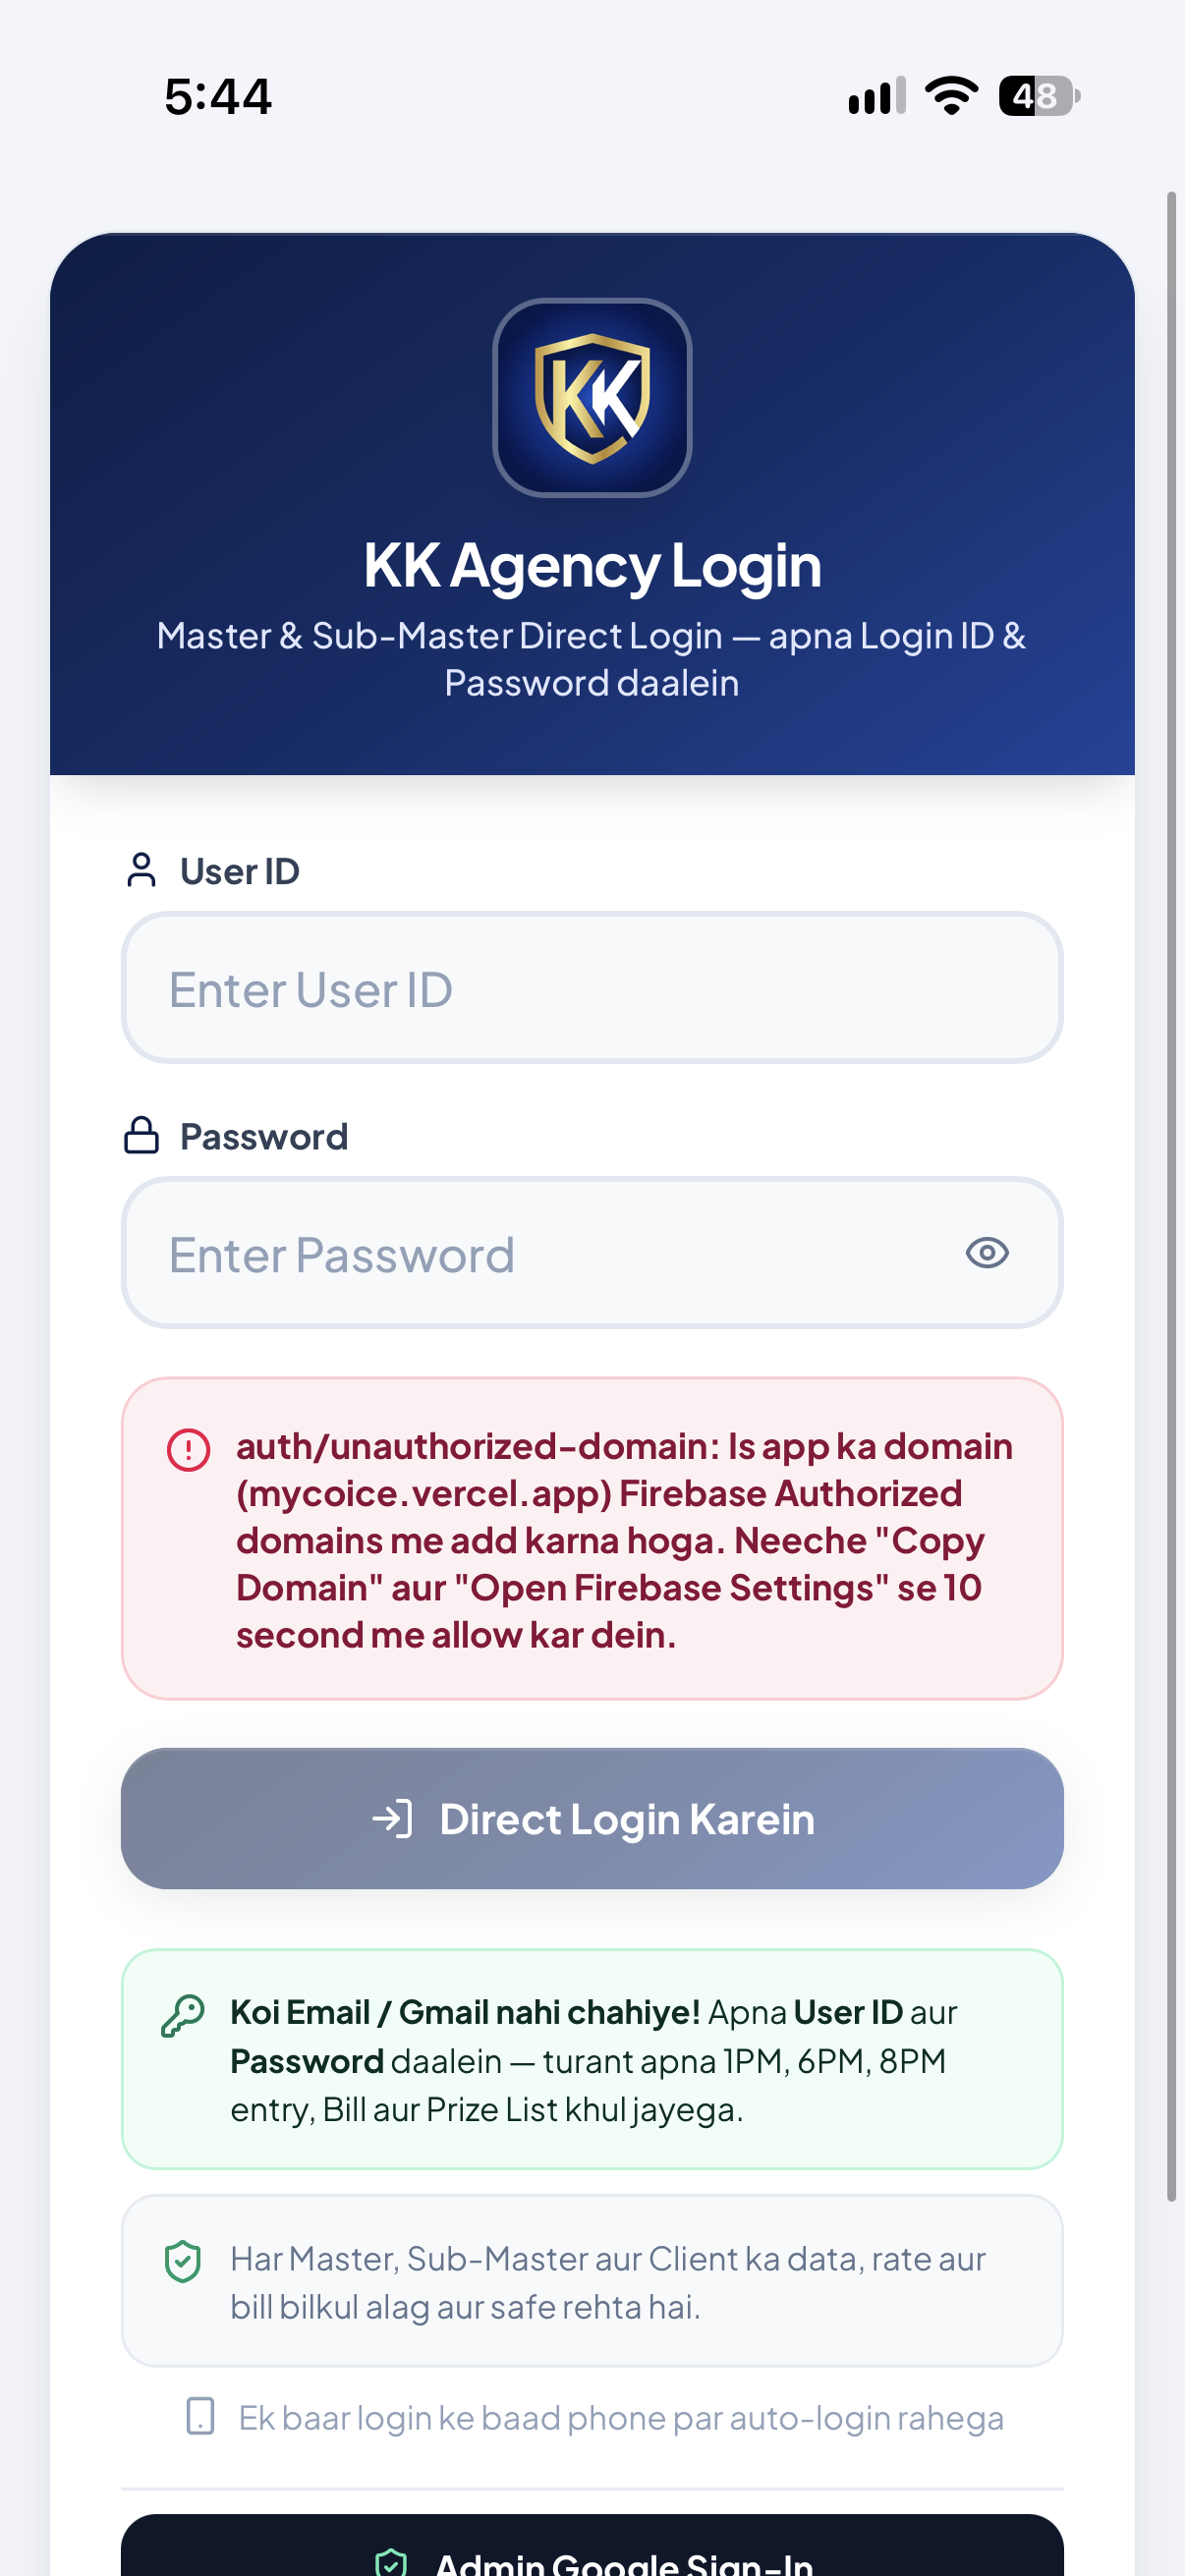 5:44
48
KK
KK Agency Login
Master & Sub-Master Direct Login — apna Login ID &
Password daalein
User ID
Enter User ID
Password
Enter Password
auth/unauthorized-domain: Is app ka domain
(mycoice.vercel.app) Firebase Authorized
domains me add karna hoga. Neeche "Copy
Domain" aur "Open Firebase Settings" se 10
second me allow kar dein.
Direct Login Karein
Koi Email / Gmail nahi chahiye! Apna User ID aur
Password daalein — turant apna 1PM, 6PM, 8PM
entry, Bill aur Prize List khul jayega.
Har Master, Sub-Master aur Client ka data, rate aur
bill bilkul alag aur safe rehta hai.
Ek baar login ke baad phone par auto-login rahega
Admin Google Sign-In